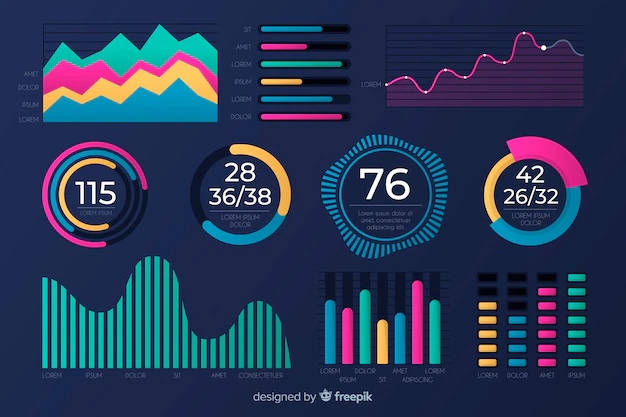 AMET
DOLOR
IPSUM
LOREM
SIT
AMET
LOREM
IPSUM
LOREM
DOLOR
LOREM
115
LOREM IPSUM
28
36/38
LOREM IPSUM
DOLOR
76
Lorem ipsum dolor
sit amet, consectetur
adipiscing
elit
42
26/32
LOREM IPSUM
DOLOR
LOREM
IPSUM
DOLOR
SIT
AMET
CONSECTETUER
LOREM
IPSUM
DOLOR
SIT
AMET
ADIPISCING
LOREM
IPSUM
DOLOR
SIT
designed by freepik